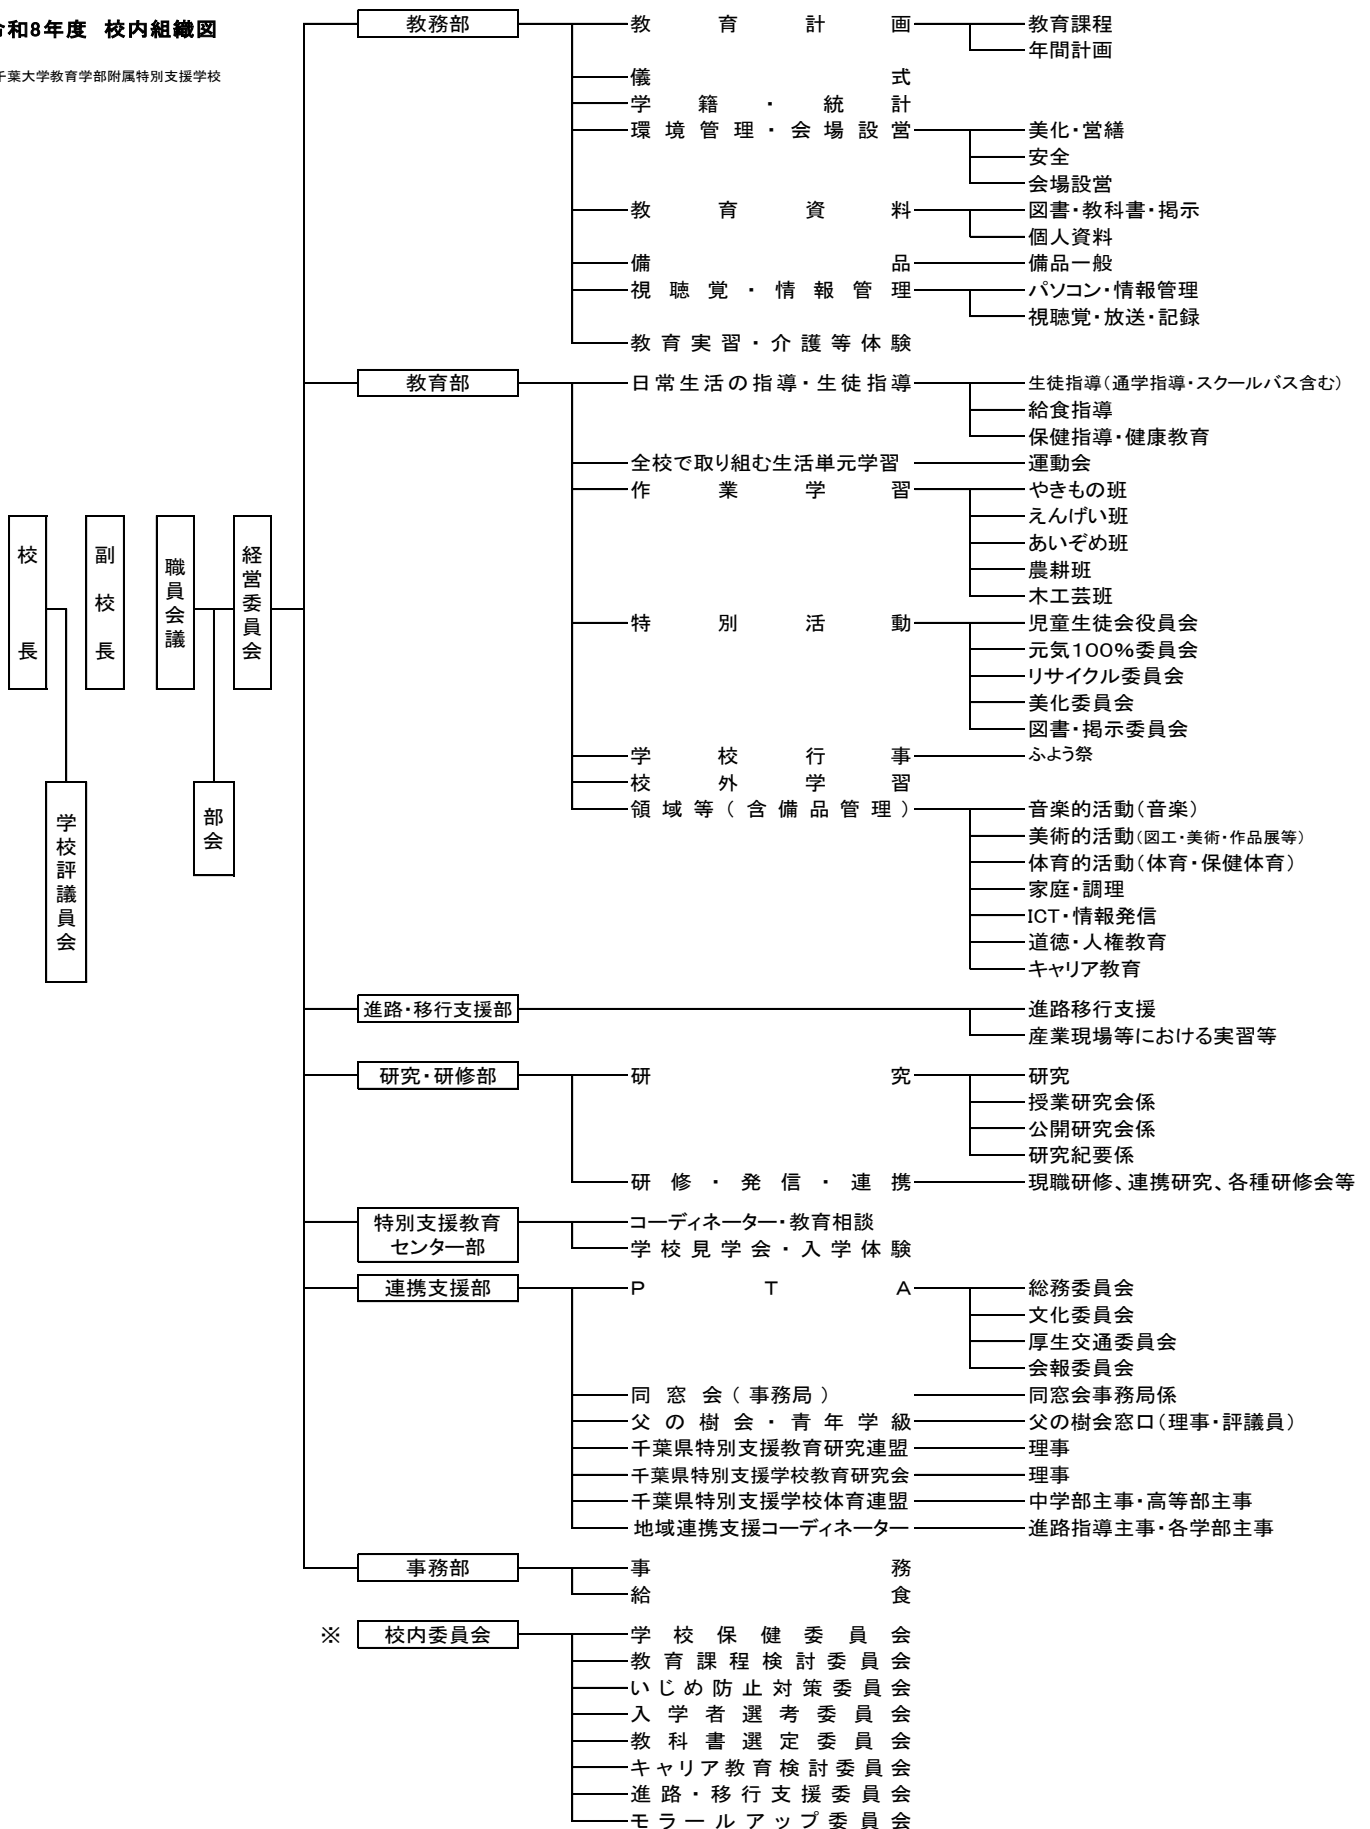 和8年度 校内組織図
千葉大学教育学部附属特別支援学校
校長
副校長
職員会議
経営委員会
学校評議員会
部会
教務部
教育計画
教育課程
年間計画
儀式
学籍・統計
環境管理・会場設営
美化・営繕
安全
会場設営
教育資料
図書・教科書・掲示
個人資料
備品
備品一般
視聴覚・情報管理
パソコン・情報管理
視聴覚・放送・記録
教育実習・介護等体験
教育部
日常生活の指導・生徒指導
生徒指導(通学指導・スクールバス含む)
給食指導
保健指導・健康教育
全校で取り組む生活単元学習
運動会
作業学習
やきもの班
えんげい班
あいぞめ班
農耕班
木工芸班
特別活動
児童生徒会役員会
元気100%委員会
リサイクル委員会
美化委員会
図書・掲示委員会
学校行事
ふよう祭
校外学習
領域等(含備品管理)
音楽的活動(音楽)
美術的活動(図工・美術・作品展等)
体育的活動(体育・保健体育)
家庭・調理
ICT・情報発信
道徳・人権教育
キャリア教育
進路・移行支援部
進路移行支援
産業現場等における実習等
研究・研修部
研究
研究
授業研究会係
公開研究会係
研究紀要係
研修・発信・連携
現職研修、連携研究、各種研修会等
特別支援教育
センター部
コーディネーター・教育相談
学校見学会・入学体験
連携支援部
PTA
総務委員会
文化委員会
厚生交通委員会
会報委員会
同窓会(事務局)
同窓会事務局係
父の樹会・青年学級
父の樹会窓口(理事・評議員)
千葉県特別支援教育研究連盟
理事
千葉県特別支援学校教育研究会
理事
千葉県特別支援学校体育連盟
中学部主事・高等部主事
地域連携支援コーディネーター
進路指導主事・各学部主事
事務部
事務
給食
※ 校内委員会
学校保健委員会
教育課程検討委員会
いじめ防止対策委員会
入学者選考委員会
教科書選定委員会
キャリア教育検討委員会
進路・移行支援委員会
モラールアップ委員会